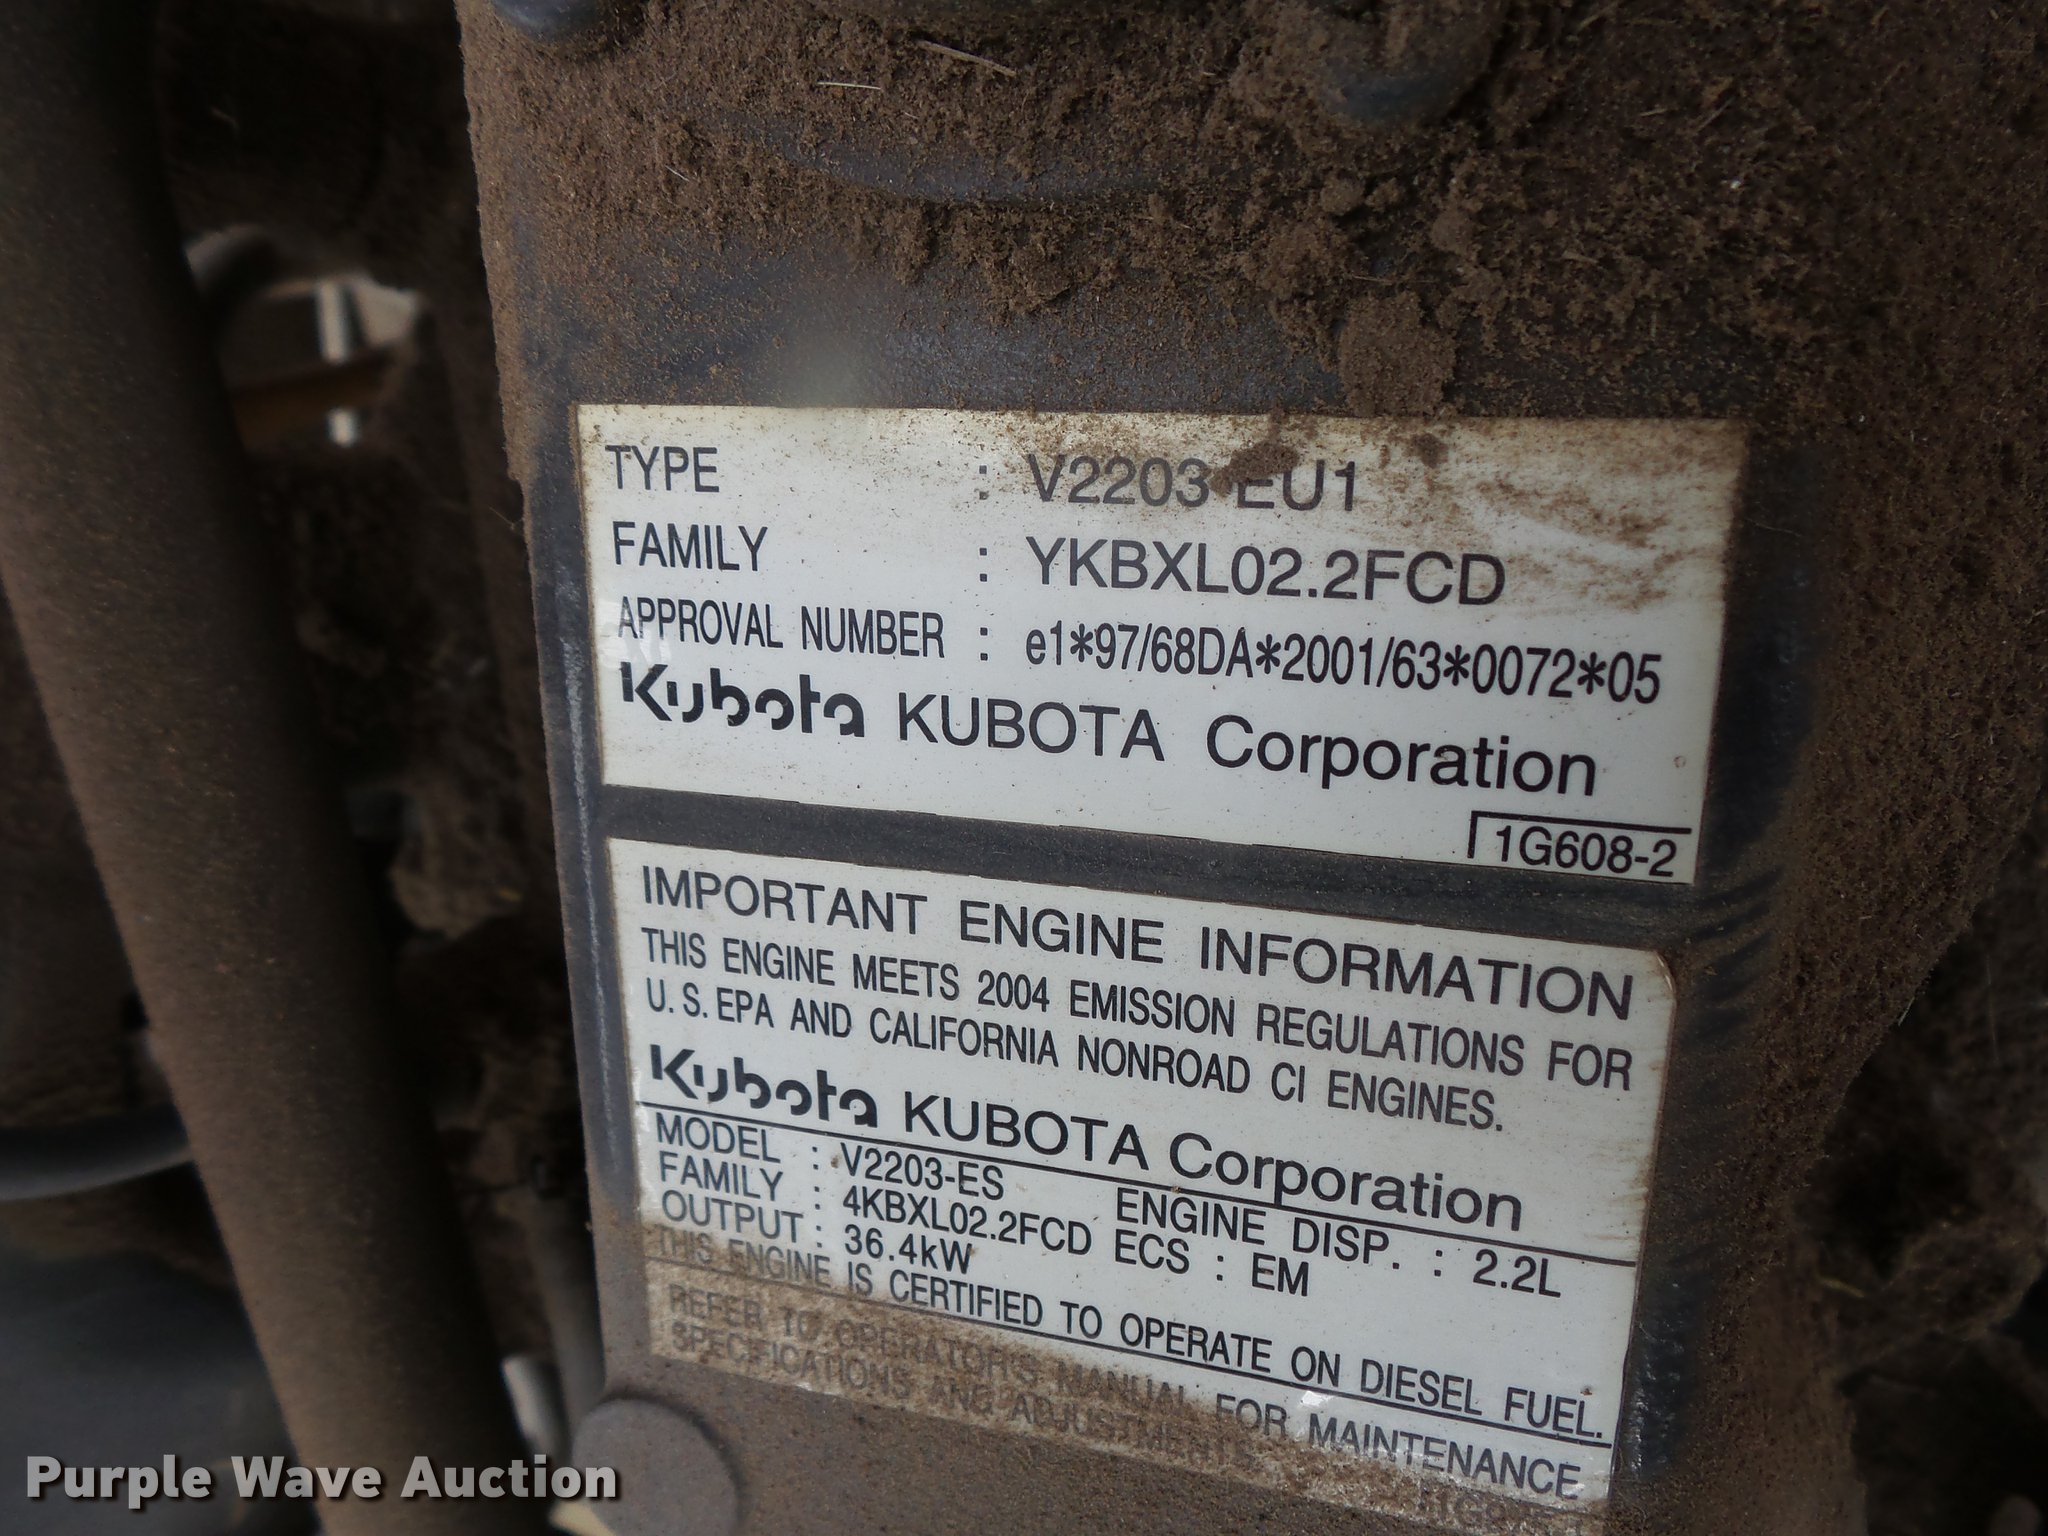 TYPE : V2203-EU1
FAMILY : YKBXL02.2FCD
APPROVAL NUMBER : e1*97/68DA*2001/63*0072*05
Kubota KUBOTA Corporation
1G608-2
IMPORTANT ENGINE INFORMATION
THIS ENGINE MEETS 2004 EMISSION REGULATIONS FOR
U.S.EPA AND CALIFORNIA NONROAD CI ENGINES.
Kubota KUBOTA Corporation
MODEL : V2203-ES ENGINE DISP. : 2.2L
FAMILY : 4KBXL02.2FCD ECS : EM
OUTPUT : 36.4kW
THIS ENGINE IS CERTIFIED TO OPERATE ON DIESEL FUEL.
REFER TO OPERATOR'S MANUAL FOR MAINTENANCE
SPECIFICATIONS AND ADJUSTMENTS
Purple Wave Auction